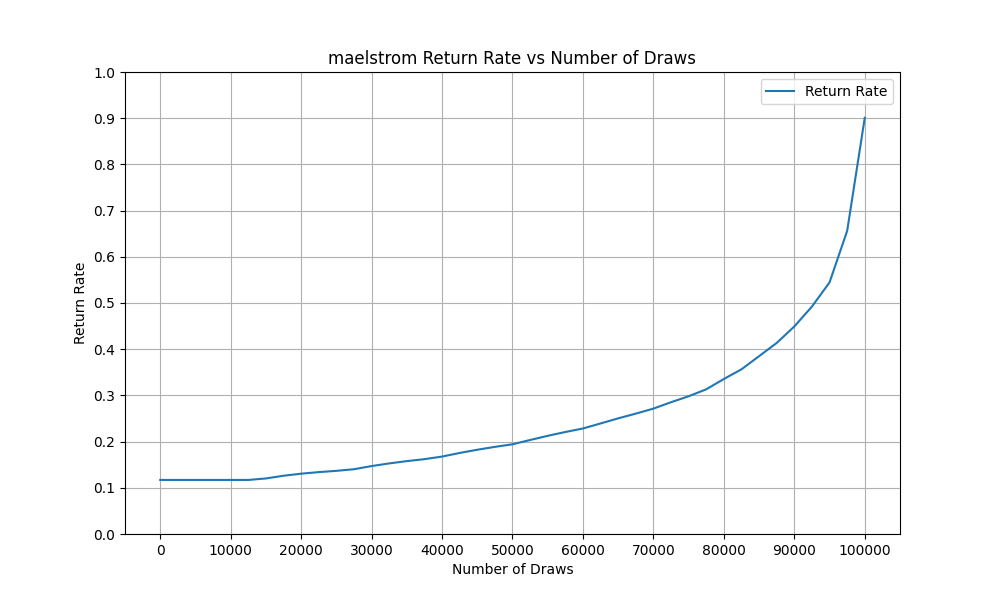 maelstrom Return Rate vs Number of Draws
Return Rate
1.0
0.9
0.8
0.7
0.6
0.5
0.4
0.3
0.2
0.1
0.0
Return Rate
0 10000 20000 30000 40000 50000 60000 70000 80000 90000 100000
Number of Draws